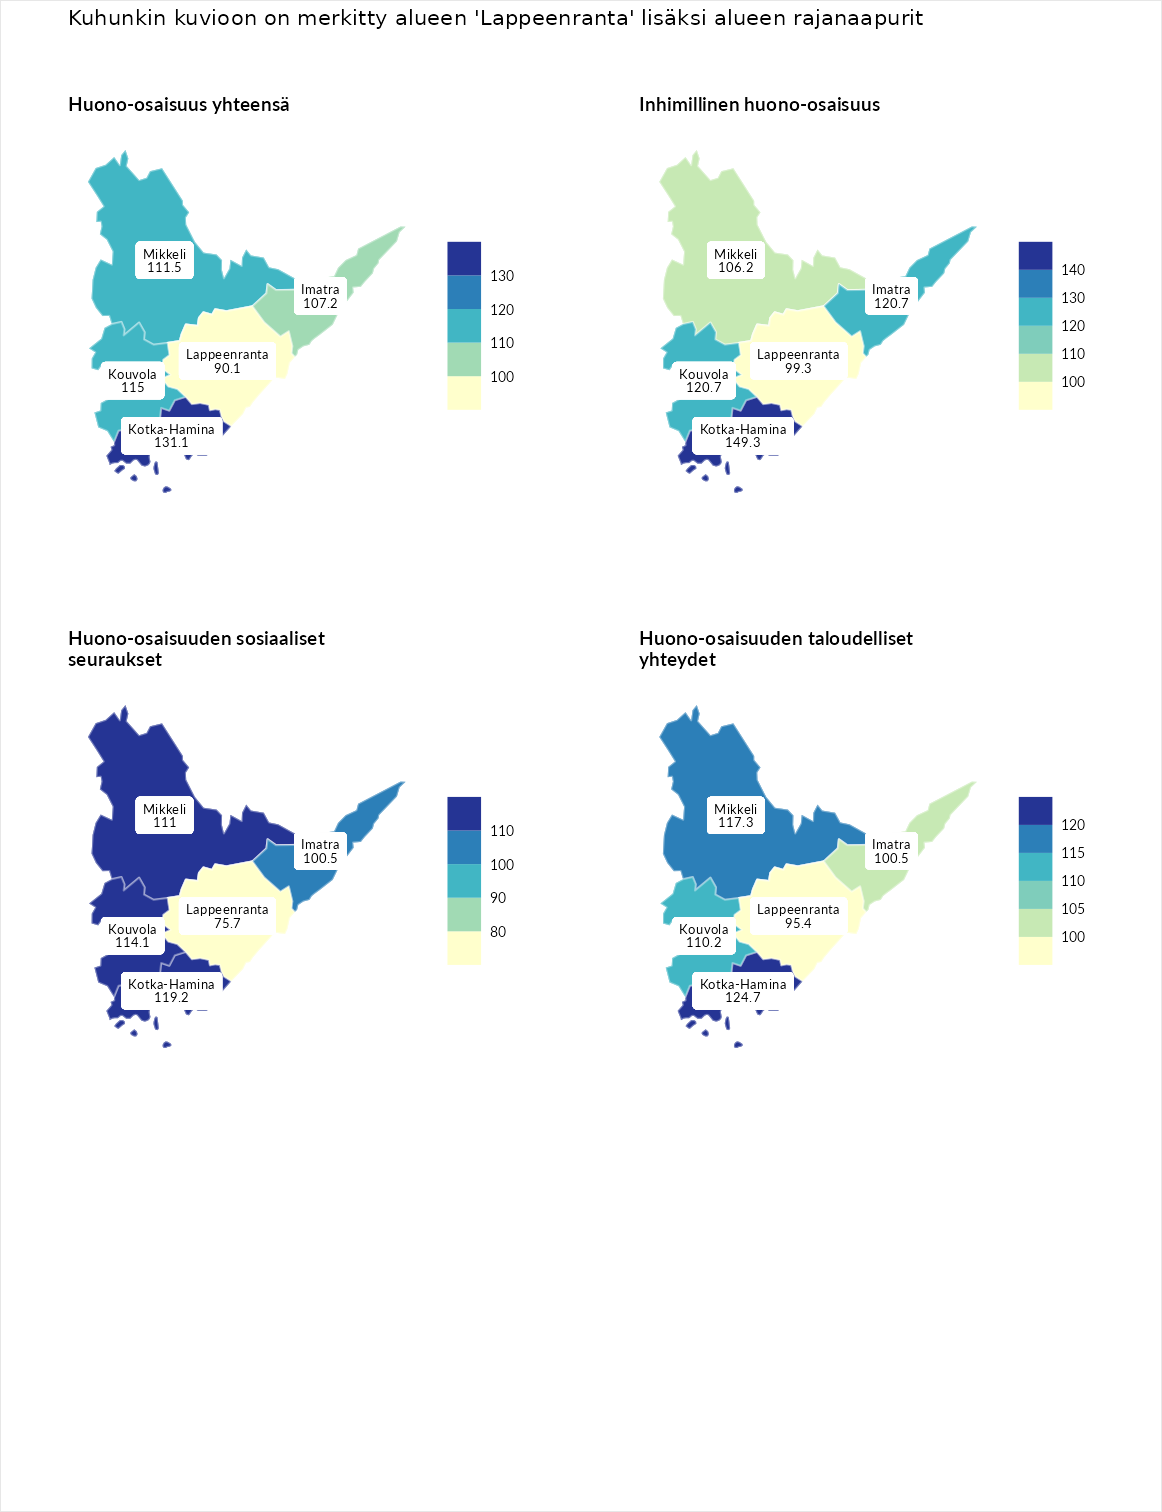 Kuhunkin kuvioon on merkitty alueen 'Lappeenranta' lisäksi alueen rajanaapurit
Huono-osaisuus yhteensä
Mikkeli
111.5
Imatra
107.2
Lappeenranta
90.1
Kouvola
115
Kotka-Hamina
131.1
130
120
110
100
Inhimillinen huono-osaisuus
Mikkeli
106.2
Imatra
120.7
Lappeenranta
99.3
Kouvola
120.7
Kotka-Hamina
149.3
140
130
120
110
100
Huono-osaisuuden sosiaaliset
seuraukset
Mikkeli
111
Imatra
100.5
Lappeenranta
75.7
Kouvola
114.1
Kotka-Hamina
119.2
110
100
90
80
Huono-osaisuuden taloudelliset
yhteydet
Mikkeli
117.3
Imatra
100.5
Lappeenranta
95.4
Kouvola
110.2
Kotka-Hamina
124.7
120
115
110
105
100